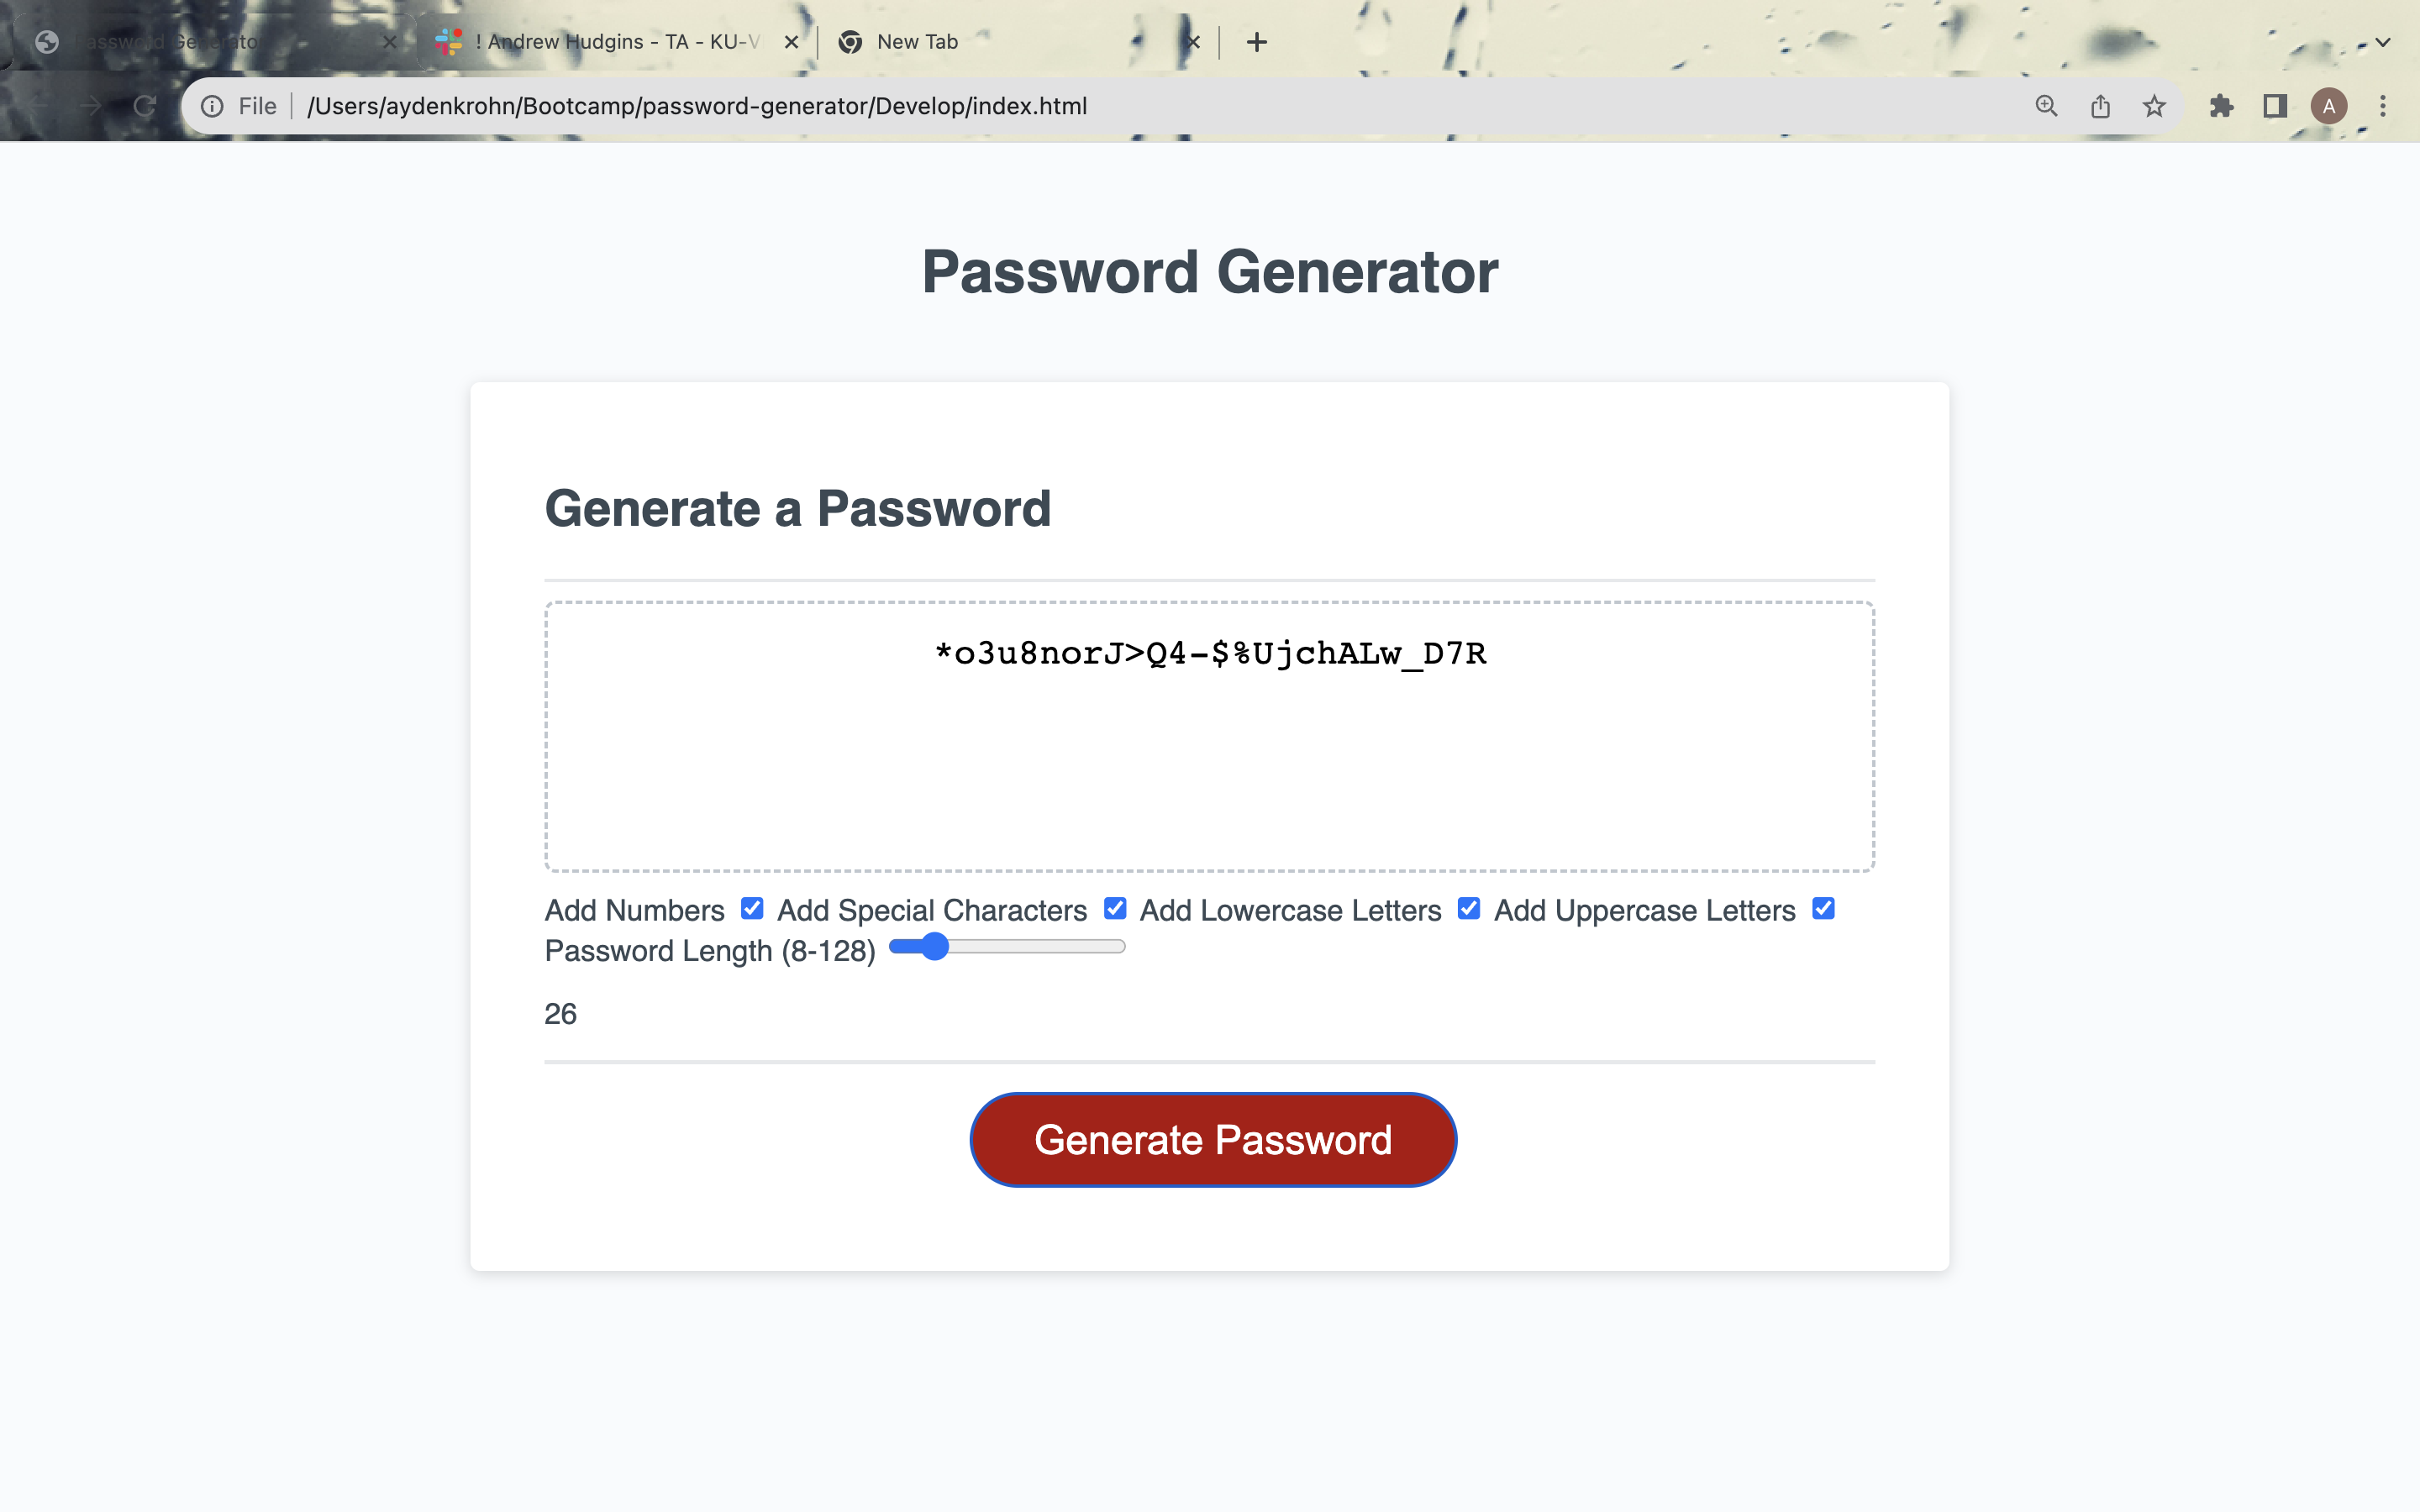 Password Generator
! Andrew Hudgins - TA - KU-V
New Tab
File
/Users/aydenkrohn/Bootcamp/password-generator/Develop/index.html
A
Password Generator
Generate a Password
*o3u8norJ>Q4-$%UjchALw_D7R
Add Numbers Add Special Characters Add Lowercase Letters Add Uppercase Letters
Password Length (8-128)
26
Generate Password